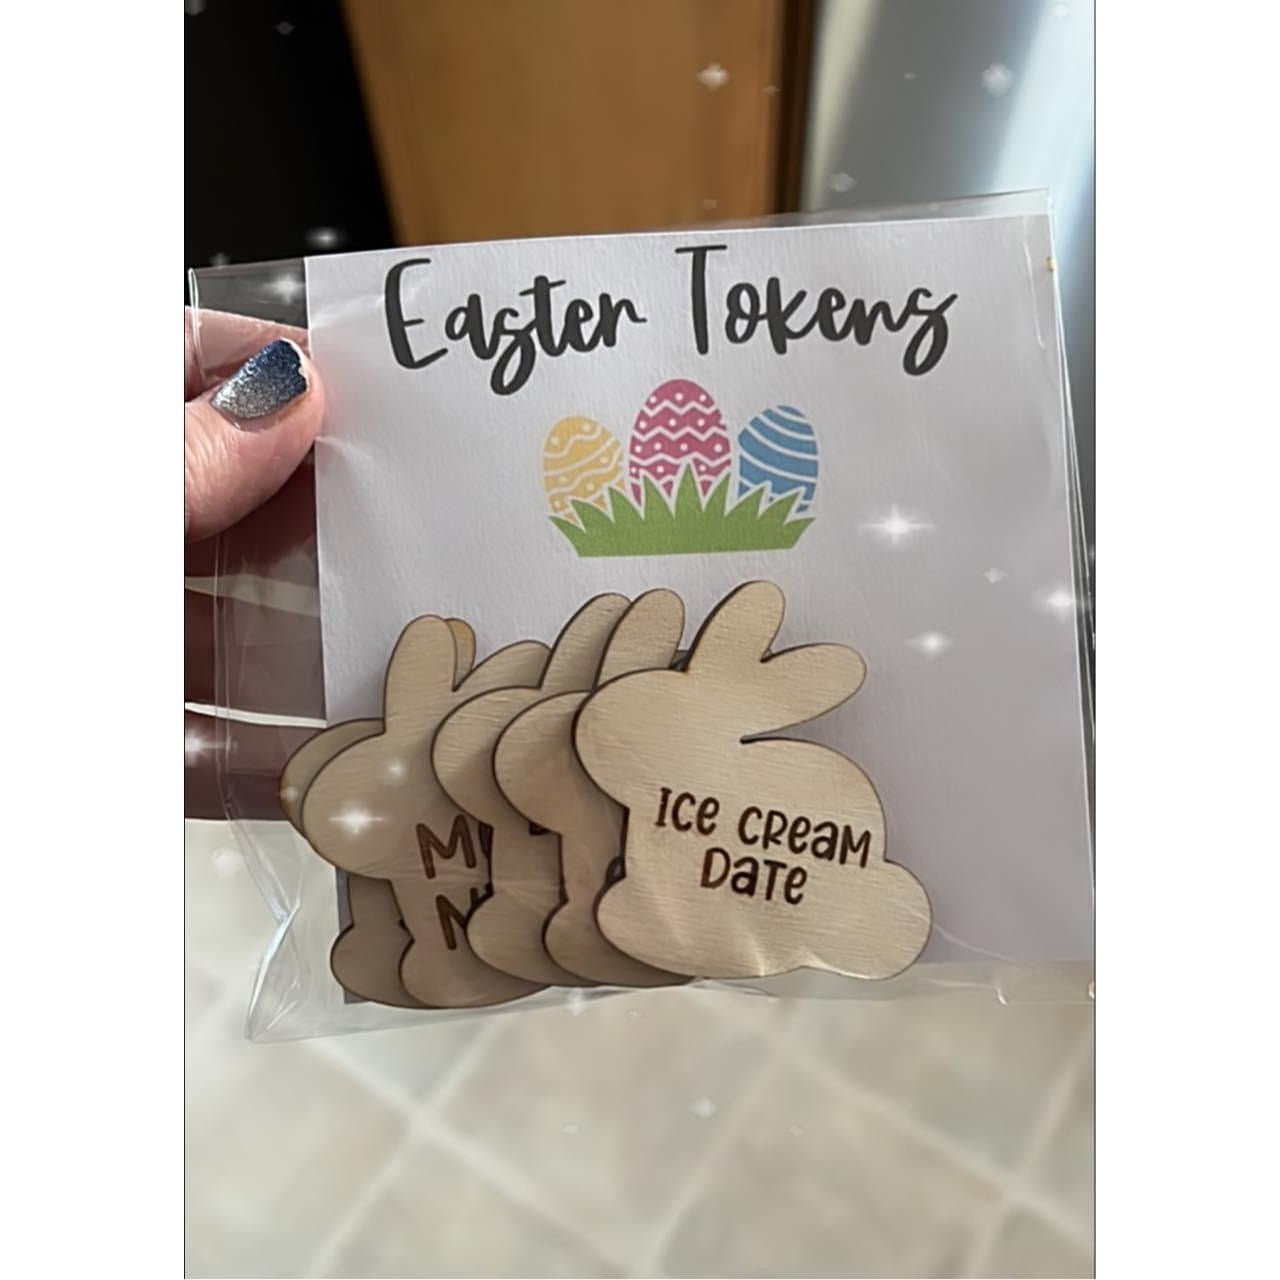 Easter Tokens
ICE CREAM
DATE